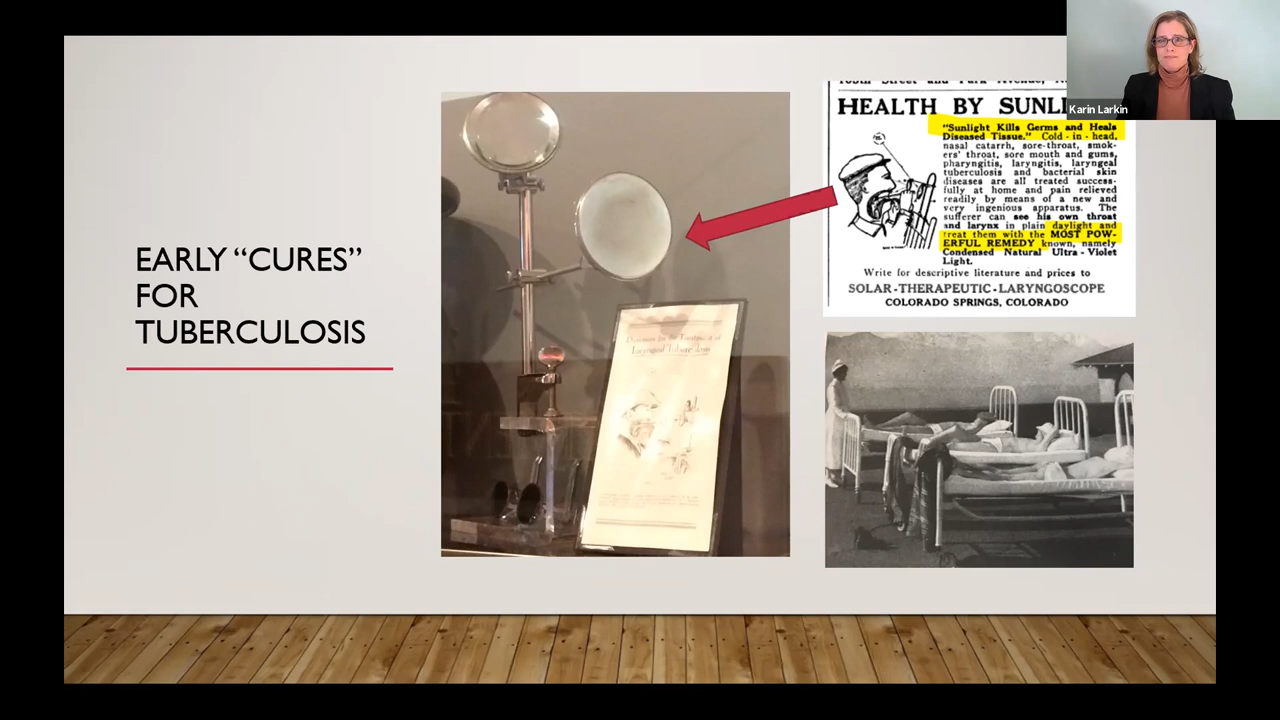 EARLY “CURES”
FOR
TUBERCULOSIS
Laryngeal Tuberculosis
HEALTH BY SUNLI
"Sunlight Kills Germs and Heals
Diseased Tissue." Cold - in - head,
nasal catarrh, sore-throat, smok-
ers' throat, sore mouth and gums,
pharyngitis, laryngitis, laryngeal
tuberculosis and bacterial skin
diseases are all treated success-
fully at home and pain relieved
readily by means of a new and
very ingenious apparatus. The
sufferer can see his own throat
and larynx in plain daylight and
treat them with the MOST POW-
ERFUL REMEDY known, namely
Condensed Natural Ultra - Violet
Light.
Write for descriptive literature and prices to
SOLAR-THERAPEUTIC-LARYNGOSCOPE
COLORADO SPRINGS, COLORADO
Karin Larkin